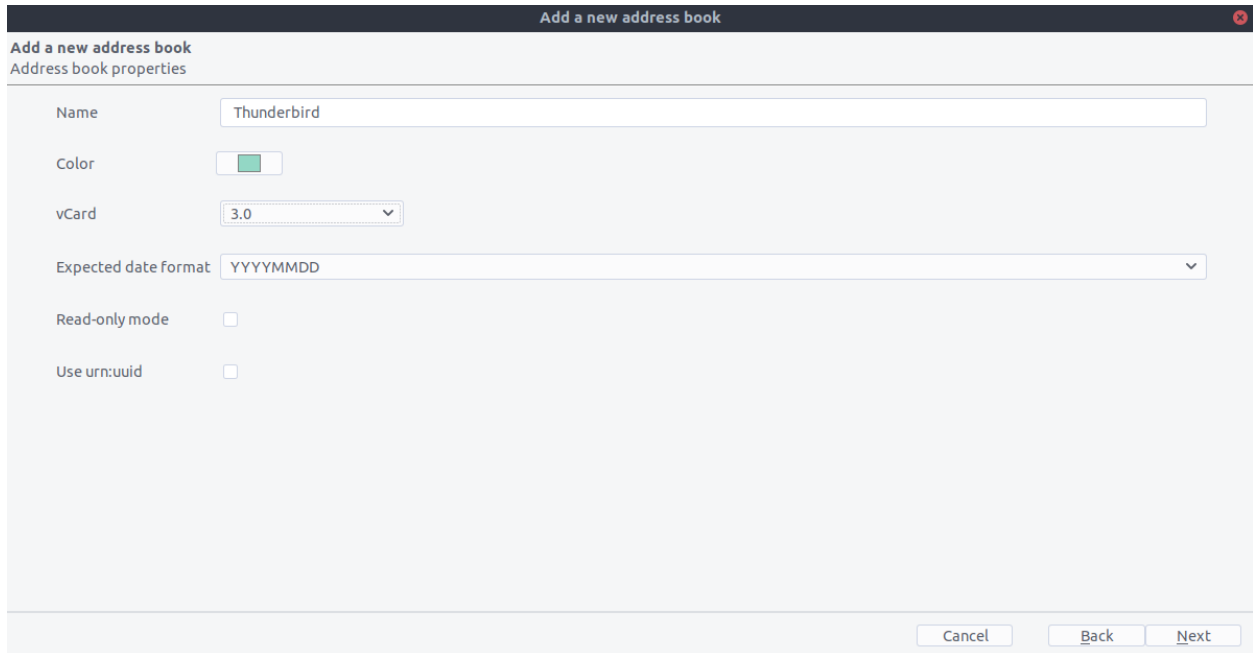 Add a new address book
Add a new address book
Address book properties
Name Thunderbird
Color
vCard 3.0
Expected date format YYYYMMDD
Read-only mode
Use urn:uuid
Cancel Back Next